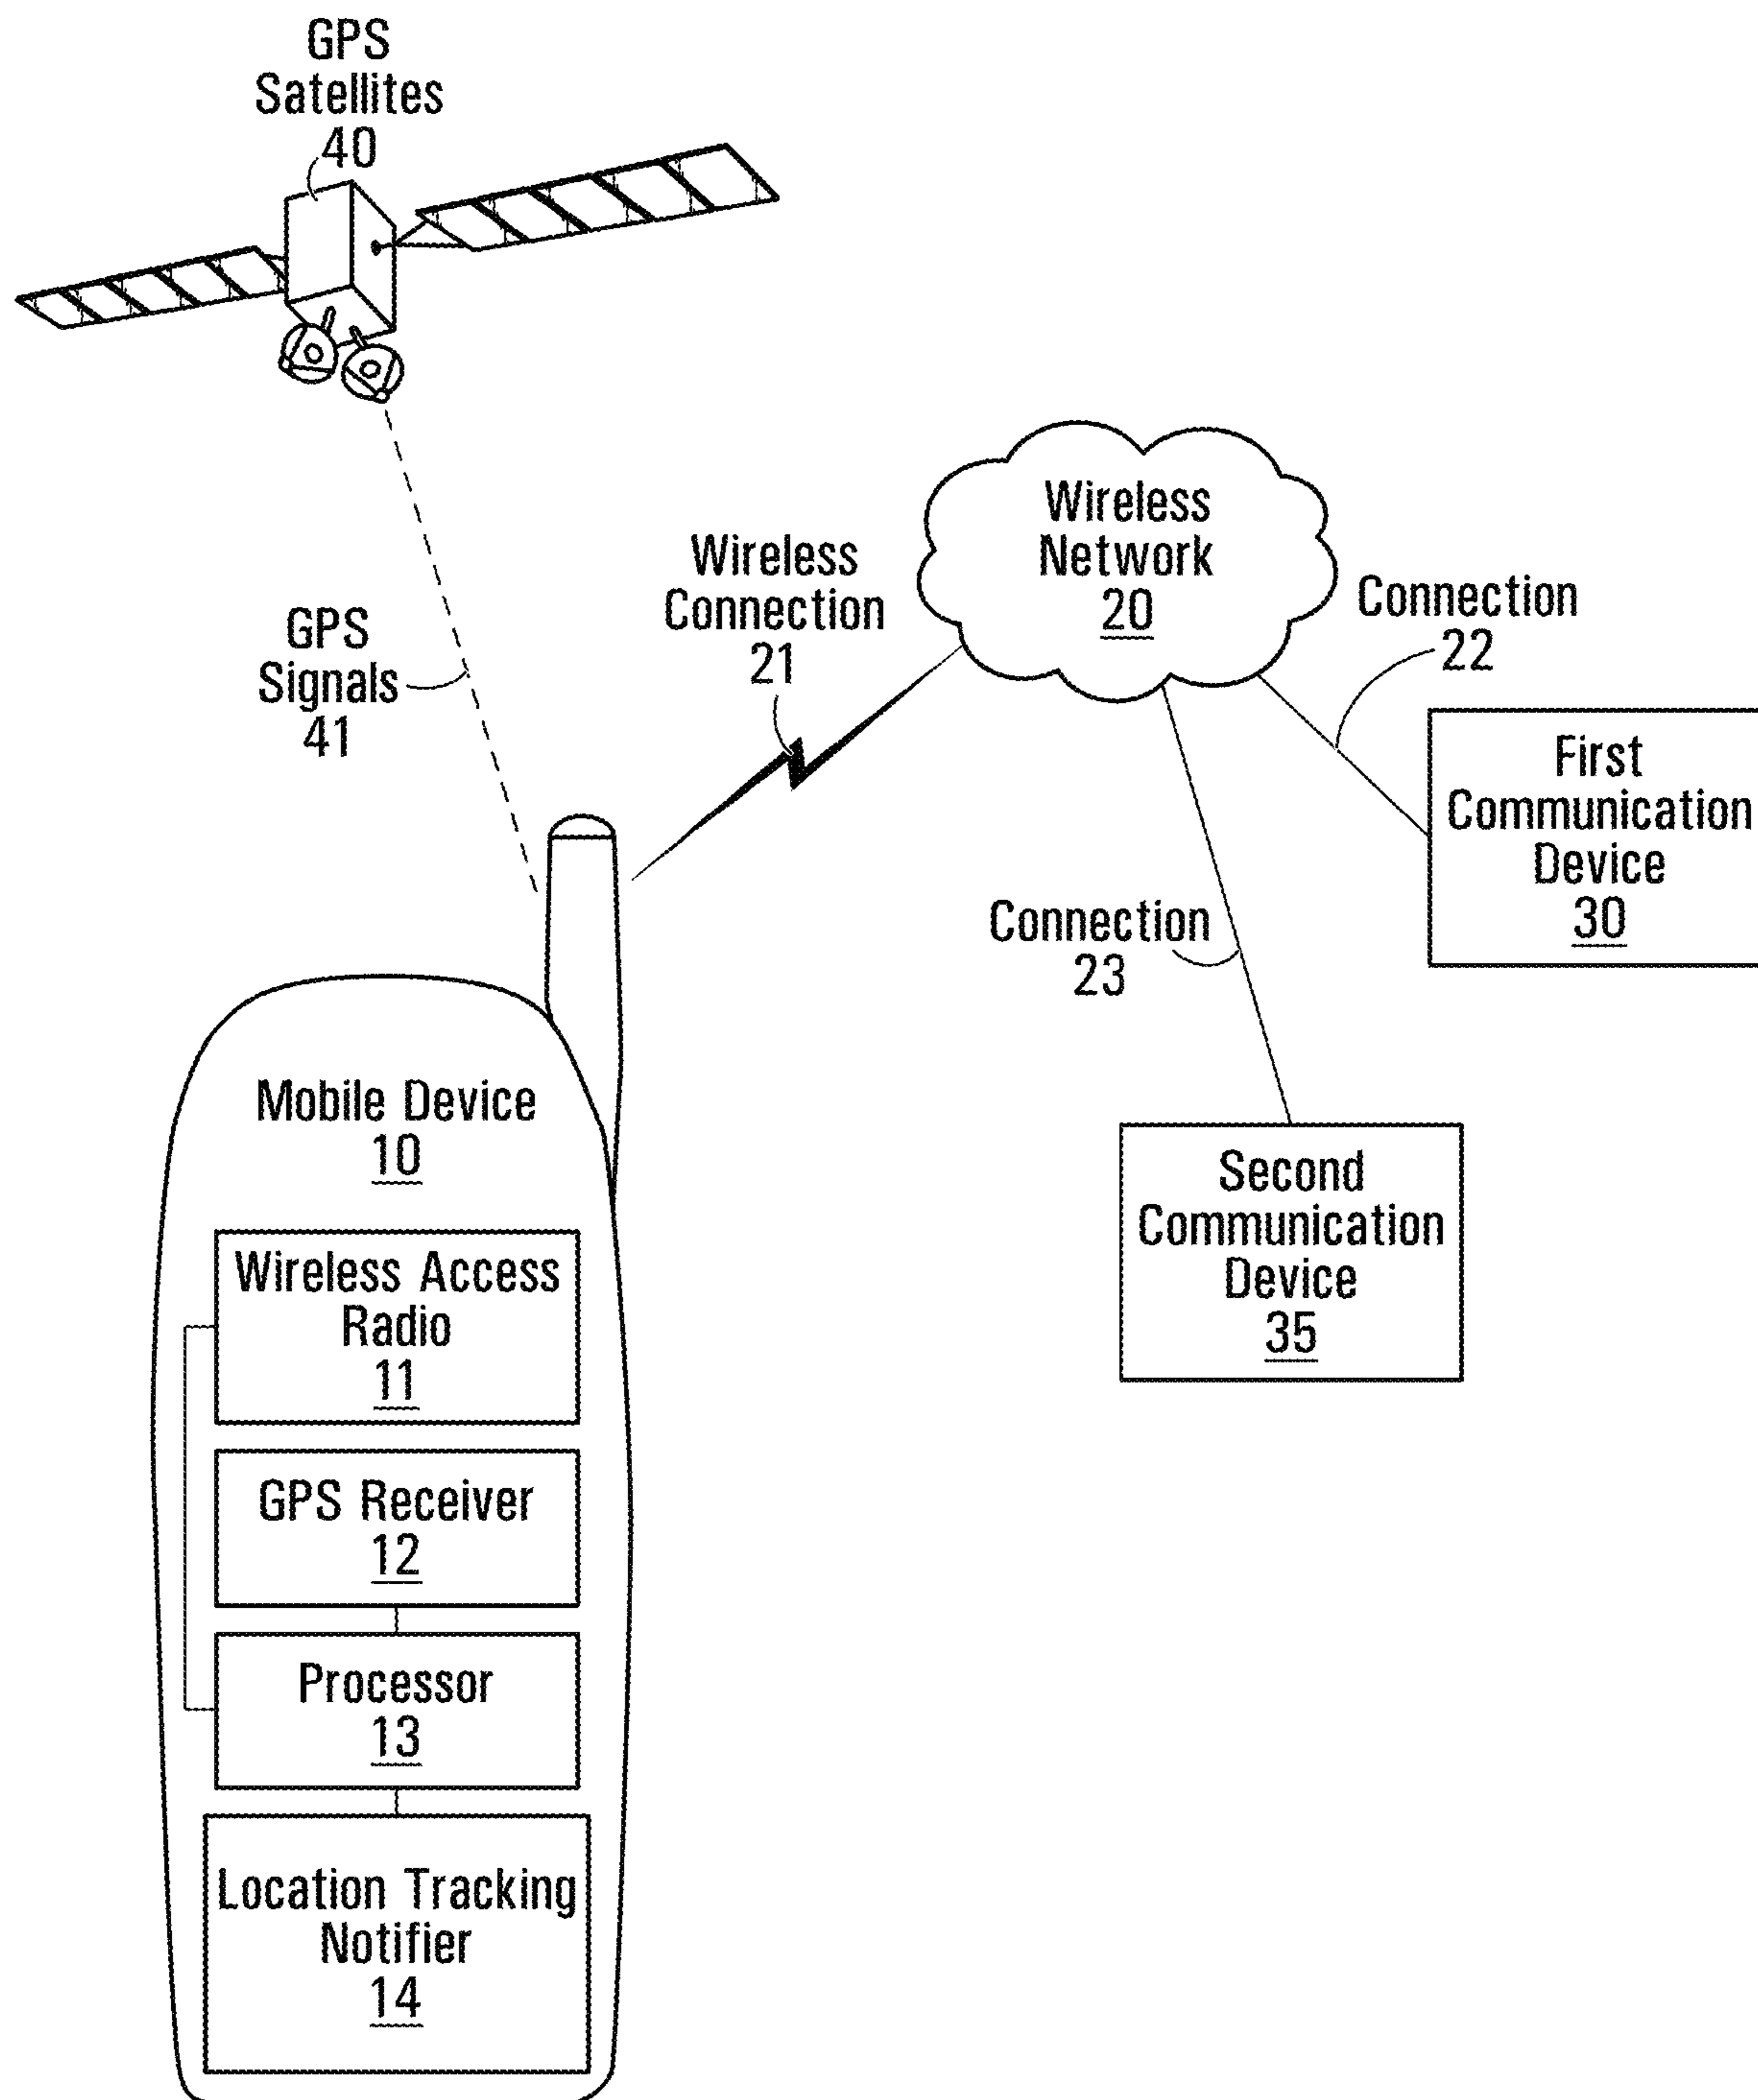 GPS
Satellites
40
GPS
Signals
41
Wireless
Connection
21
Wireless
Network
20
Connection
22
First
Communication
Device
30
Connection
23
Second
Communication
Device
35
Mobile Device
10
Wireless Access
Radio
11
GPS Receiver
12
Processor
13
Location Tracking
Notifier
14